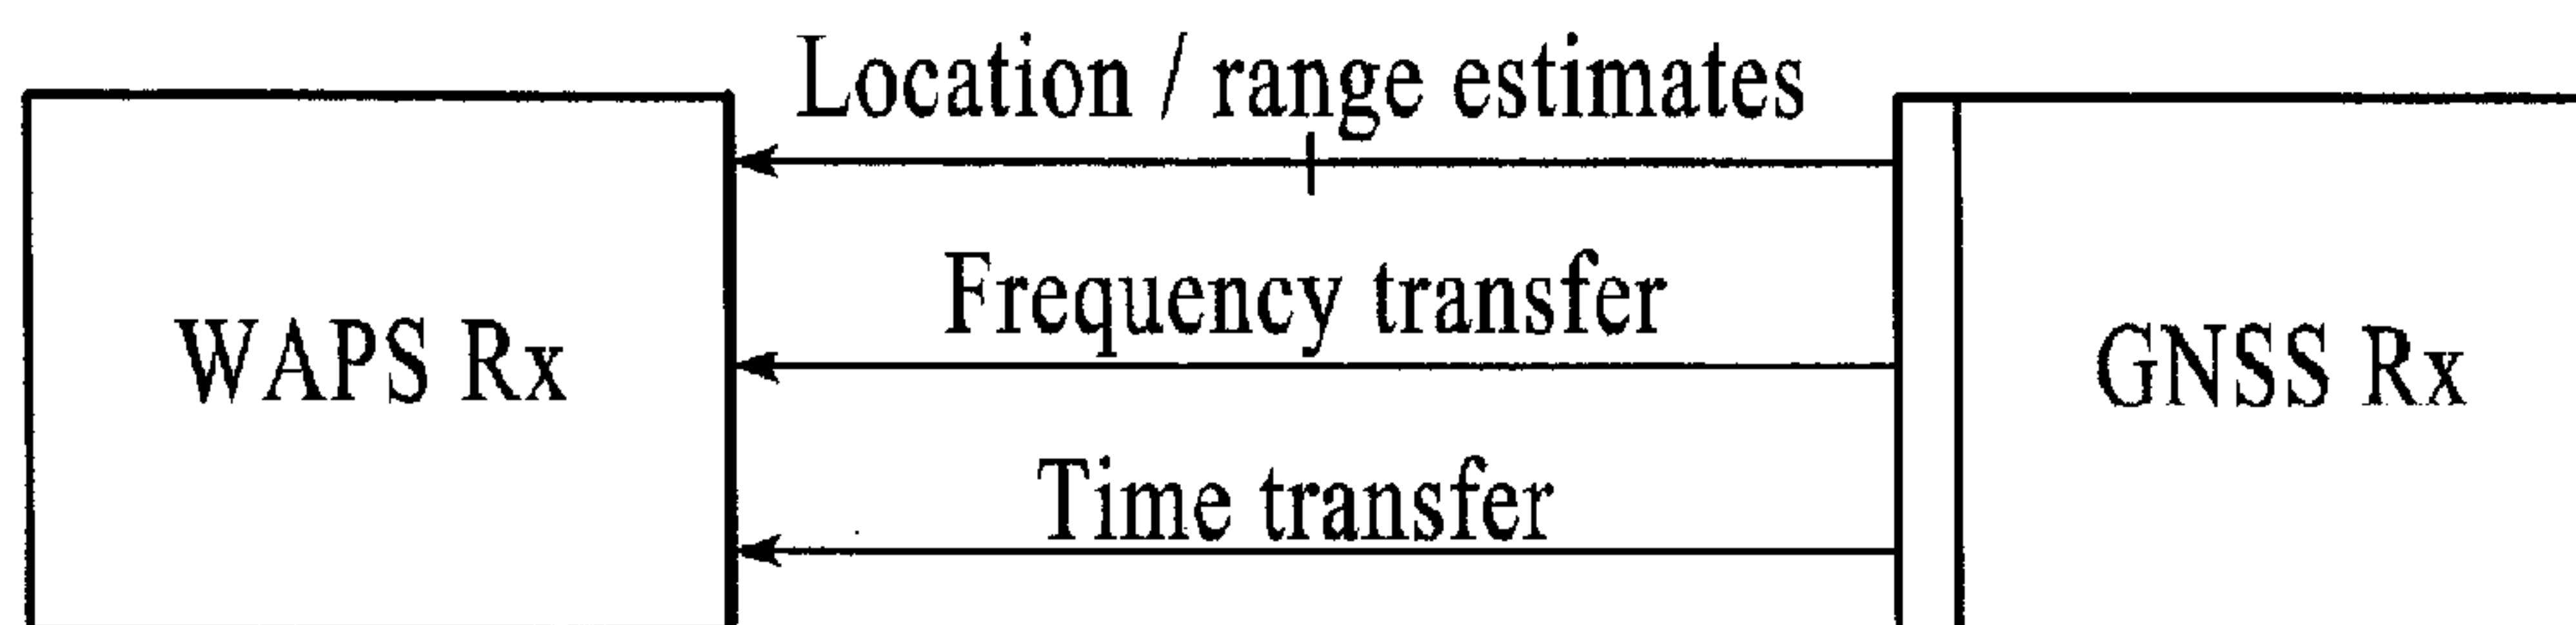 Location / range estimates
Frequency transfer
WAPS Rx
GNSS Rx
Time transfer